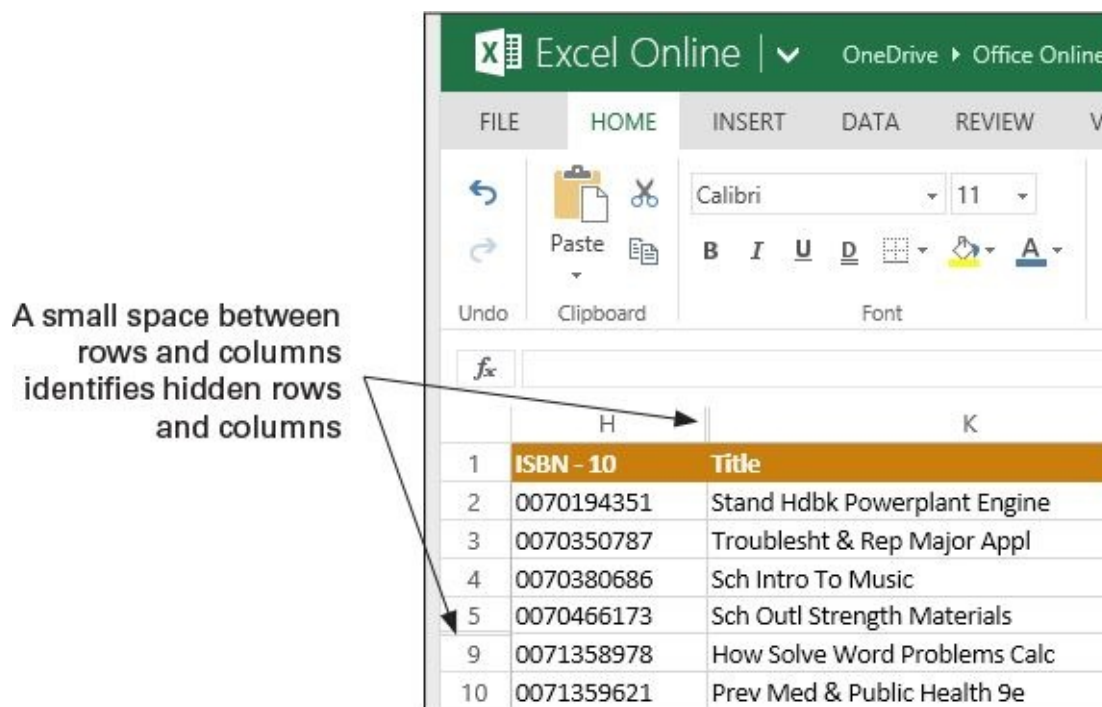 Excel Online
OneDrive ▸ Office Online
FILE HOME INSERT DATA REVIEW V
Calibri 11
Paste
B I U D A
Undo Clipboard Font
A small space between
rows and columns
identifies hidden rows
and columns
fx
H K
1 ISBN - 10 Title
2 0070194351 Stand Hdbk Powerplant Engine
3 0070350787 Troublesht & Rep Major Appl
4 0070380686 Sch Intro To Music
5 0070466173 Sch Outl Strength Materials
9 0071358978 How Solve Word Problems Calc
10 0071359621 Prev Med & Public Health 9e